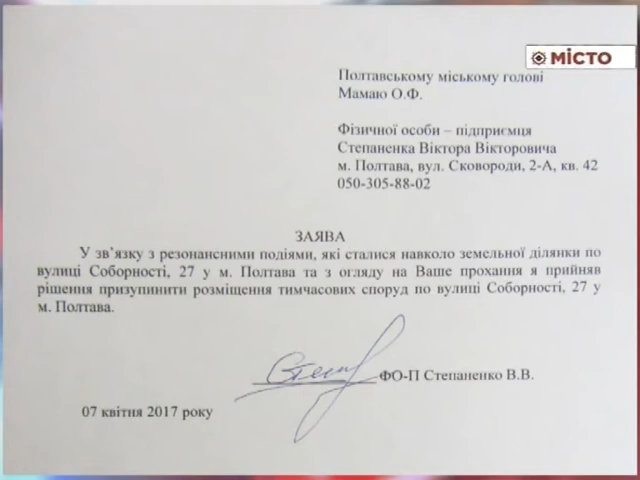 МІСТО
Полтавському міському голові
Мамаю О.Ф.
Фізичної особи – підприємця
Степаненка Віктора Вікторовича
м. Полтава, вул. Сковороди, 2-А, кв. 42
050-305-88-02
ЗАЯВА
У зв’язку з резонансними подіями, які сталися навколо земельної ділянки по
вулиці Соборності, 27 у м. Полтава та з огляду на Ваше прохання я прийняв
рішення призупинити розміщення тимчасових споруд по вулиці Соборності, 27 у
м. Полтава.
ФО-П Степаненко В.В.
07 квітня 2017 року